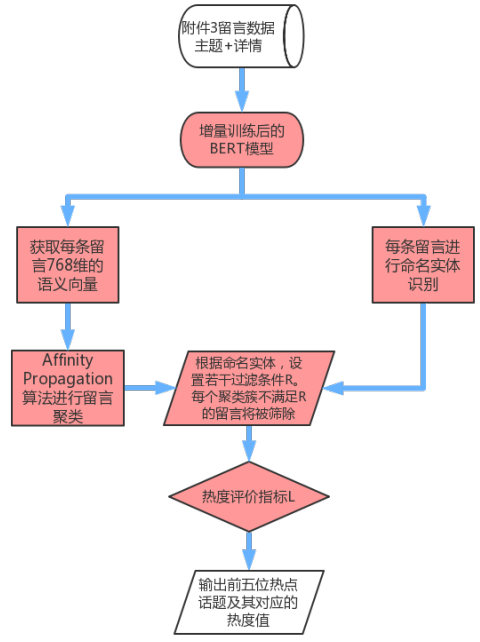 附件3留言数据
主题+详情
增量训练后的
BERT模型
获取每条留
言768维的
语义向量
每条留言进
行命名实体
识别
Affinity
Propagation
算法进行留言
聚类
根据命名实体，设
置若干过滤条件R。
每个聚类簇不满足R
的留言将被筛除
热度评价指标L
输出前五位热点
话题及其对应的
热度值